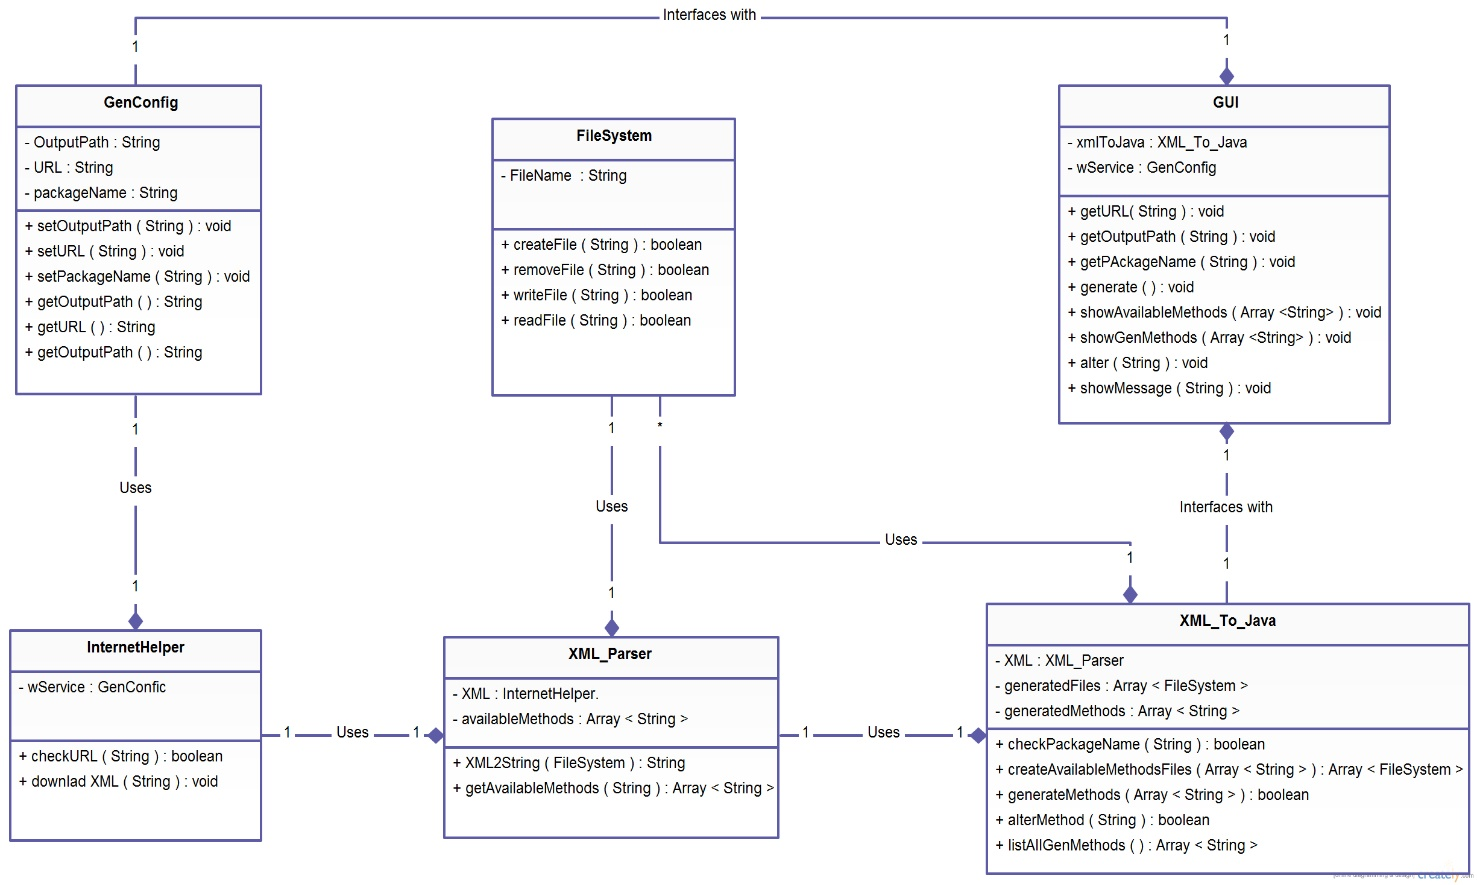 Interfaces with
1
1
GenConfig
- OutputPath : String
- URL : String
- packageName : String
+ setOutputPath ( String ) : void
+ setURL ( String ) : void
+ setPackageName ( String ) : void
+ getOutputPath ( ) : String
+ getURL ( ) : String
+ getOutputPath ( ) : String
FileSystem
- FileName : String
+ createFile ( String ) : boolean
+ removeFile ( String ) : boolean
+ writeFile ( String ) : boolean
+ readFile ( String ) : boolean
GUI
- xmlToJava : XML_To_Java
- wService : GenConfig
+ getURL( String ) : void
+ getOutputPath ( String ) : void
+ getPAckageName ( String ) : void
+ generate ( ) : void
+ showAvailableMethods ( Array <String> ) : void
+ showGenMethods ( Array <String> ) : void
+ alter ( String ) : void
+ showMessage ( String ) : void
1
Uses
1
1
Uses
1
*
Uses
1
1
Interfaces with
1
InternetHelper
- wService : GenConfic
+ checkURL ( String ) : boolean
+ downlad XML ( String ) : void
1
Uses
1
XML_Parser
- XML : InternetHelper.
- availableMethods : Array < String >
+ XML2String ( FileSystem ) : String
+ getAvailableMethods ( String ) : Array < String >
1
Uses
1
XML_To_Java
- XML : XML_Parser
- generatedFiles : Array < FileSystem >
- generatedMethods : Array < String >
+ checkPackageName ( String ) : boolean
+ createAvailableMethodsFiles ( Array < String > ) : Array < FileSystem >
+ generateMethods ( Array < String > ) : boolean
+ alterMethod ( String ) : boolean
+ listAllGenMethods ( ) : Array < String >
creately